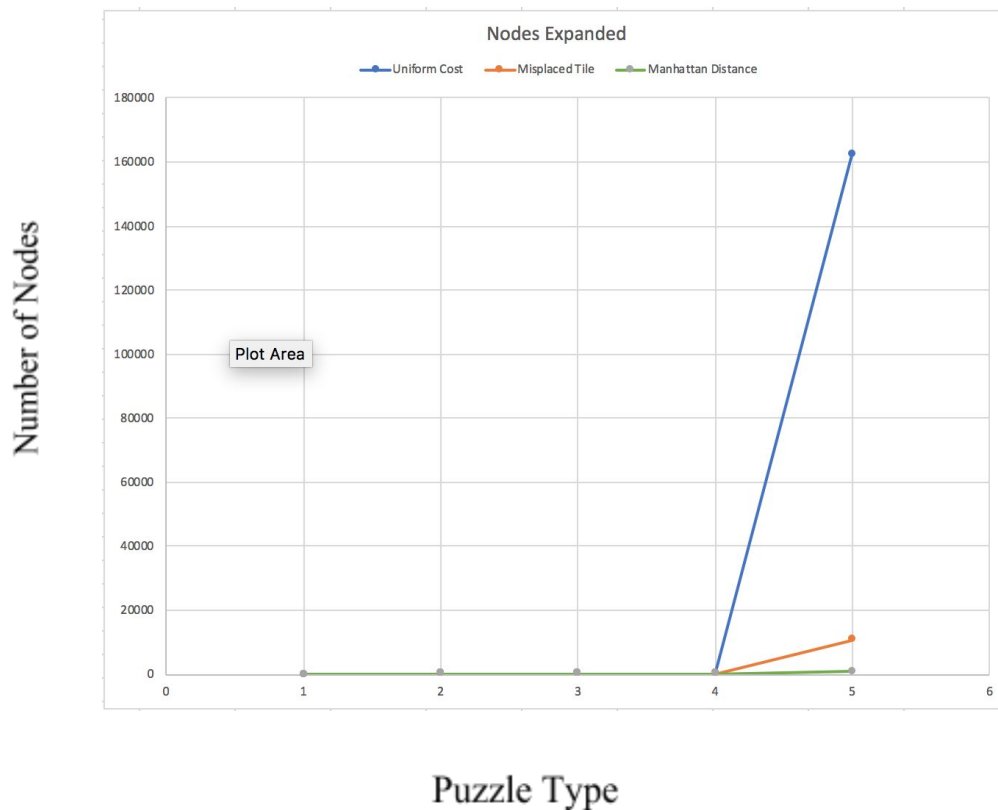 Nodes Expanded
Uniform Cost Misplaced Tile Manhattan Distance
180000
160000
140000
120000
100000
80000
60000
40000
20000
0
Plot Area
0 1 2 3 4 5 6
Number of Nodes
Puzzle Type